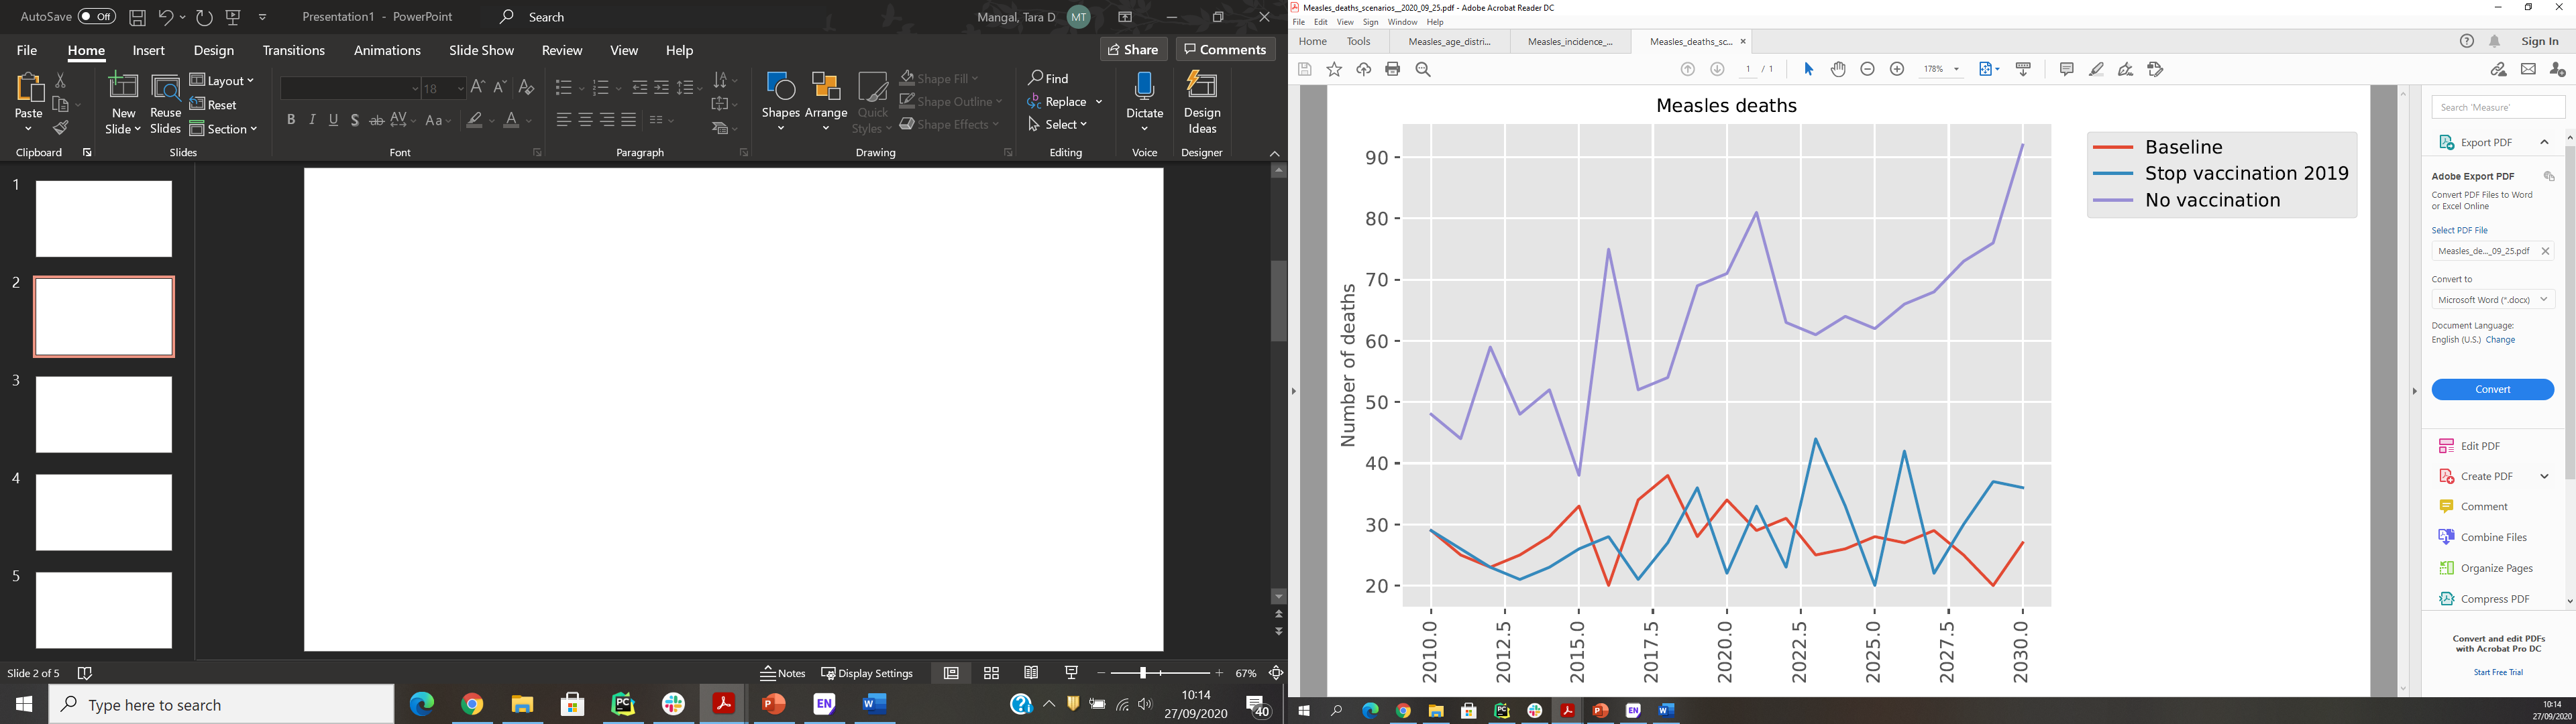 AutoSave Off
Presentation1 - PowerPoint
Search
Mangal, Tara D MT
File Home Insert Design Transitions Animations Slide Show Review View Help
Share Comments
Paste
Clipboard
New Slide
Reuse Slides
Layout
Reset
Section
Slides
18
B I U S ab AV Aa A
Font
Paragraph
Shapes
Arrange
Quick Styles
Shape Fill
Shape Outline
Shape Effects
Drawing
Find
Replace
Select
Editing
Dictate
Voice
Design Ideas
Designer
1
2
3
4
5
Slide 2 of 5
Notes Display Settings 67%
Type here to search
10:14
27/09/2020
40
Measles_deaths_scenarios__2020_09_25.pdf - Adobe Acrobat Reader DC
File Edit View Sign Window Help
Home Tools Measles_age_distri... Measles_incidence_... Measles_deaths_sc... ×
Sign In
1 / 1
178%
Measles deaths
Number of deaths
90
80
70
60
50
40
30
20
2010.0 2012.5 2015.0 2017.5 2020.0 2022.5 2025.0 2027.5 2030.0
Baseline
Stop vaccination 2019
No vaccination
Search 'Measure'
Export PDF
Adobe Export PDF
Convert PDF Files to Word
or Excel Online
Select PDF File
Measles_de..._09_25.pdf
Convert to
Microsoft Word (*.docx)
Document Language:
English (U.S.) Change
Convert
Edit PDF
Create PDF
Comment
Combine Files
Organize Pages
Compress PDF
Convert and edit PDFs
with Acrobat Pro DC
Start Free Trial
10:14
27/09/2020